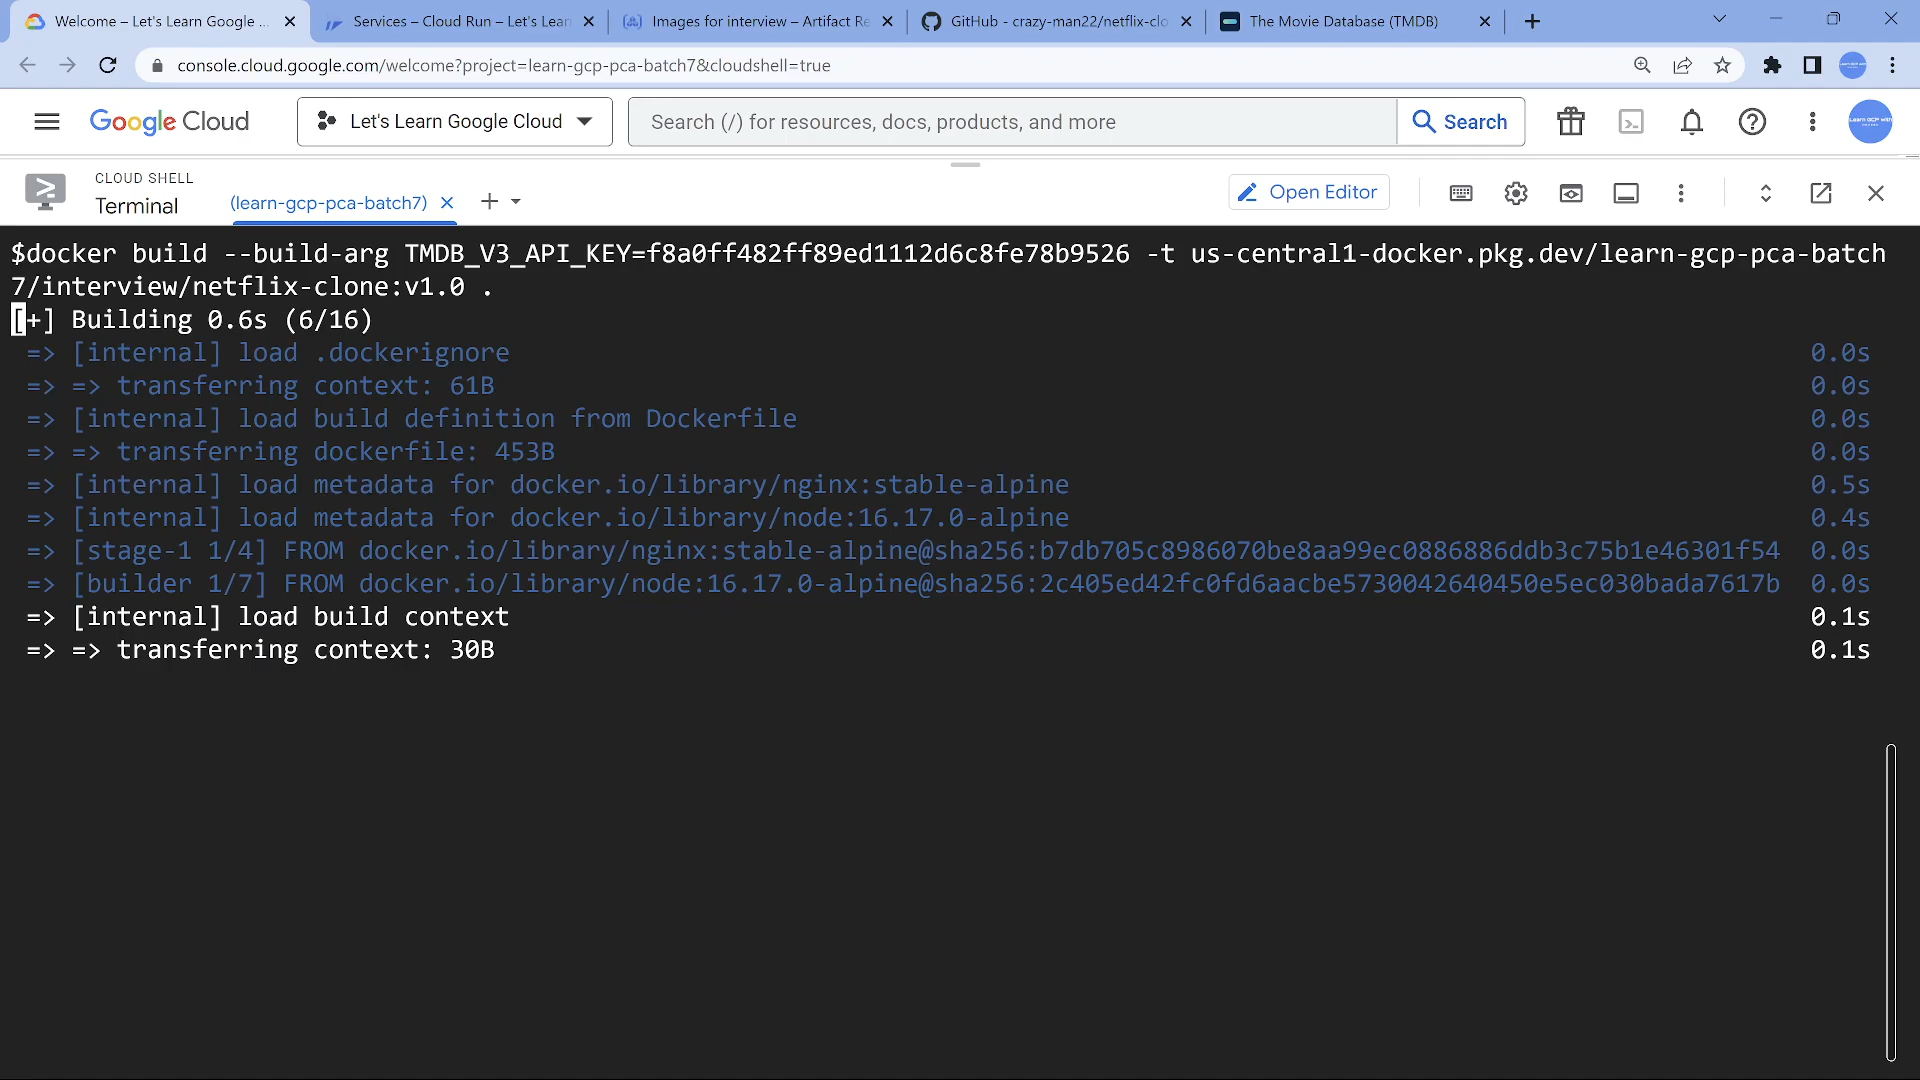 Welcome – Let's Learn Google ...
Services – Cloud Run – Let's Lear
Images for interview – Artifact Re
GitHub - crazy-man22/netflix-clo
The Movie Database (TMDB)
console.cloud.google.com/welcome?project=learn-gcp-pca-batch7&cloudshell=true
Google Cloud
Let's Learn Google Cloud
Search (/) for resources, docs, products, and more
Search
CLOUD SHELL
Terminal
(learn-gcp-pca-batch7)
Open Editor
$docker build --build-arg TMDB_V3_API_KEY=f8a0ff482ff89ed1112d6c8fe78b9526 -t us-central1-docker.pkg.dev/learn-gcp-pca-batch
7/interview/netflix-clone:v1.0 .
[+] Building 0.6s (6/16)
=> [internal] load .dockerignore 0.0s
=> => transferring context: 61B 0.0s
=> [internal] load build definition from Dockerfile 0.0s
=> => transferring dockerfile: 453B 0.0s
=> [internal] load metadata for docker.io/library/nginx:stable-alpine 0.5s
=> [internal] load metadata for docker.io/library/node:16.17.0-alpine 0.4s
=> [stage-1 1/4] FROM docker.io/library/nginx:stable-alpine@sha256:b7db705c8986070be8aa99ec0886886ddb3c75b1e46301f54 0.0s
=> [builder 1/7] FROM docker.io/library/node:16.17.0-alpine@sha256:2c405ed42fc0fd6aacbe5730042640450e5ec030bada7617b 0.0s
=> [internal] load build context 0.1s
=> => transferring context: 30B 0.1s